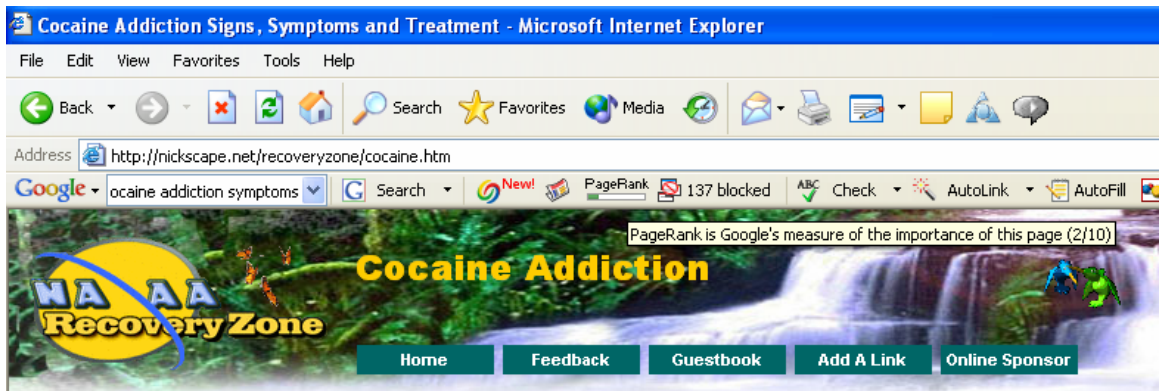 Cocaine Addiction Signs, Symptoms and Treatment - Microsoft Internet Explorer
File Edit View Favorites Tools Help
Back Search Favorites Media
Address http://nickscape.net/recoveryzone/cocaine.htm
Google ocaine addiction symptoms G Search New! PageRank 137 blocked ABC Check AutoLink AutoFill
PageRank is Google's measure of the importance of this page (2/10)
Cocaine Addiction
NA AA
Recovery Zone
Home Feedback Guestbook Add A Link Online Sponsor